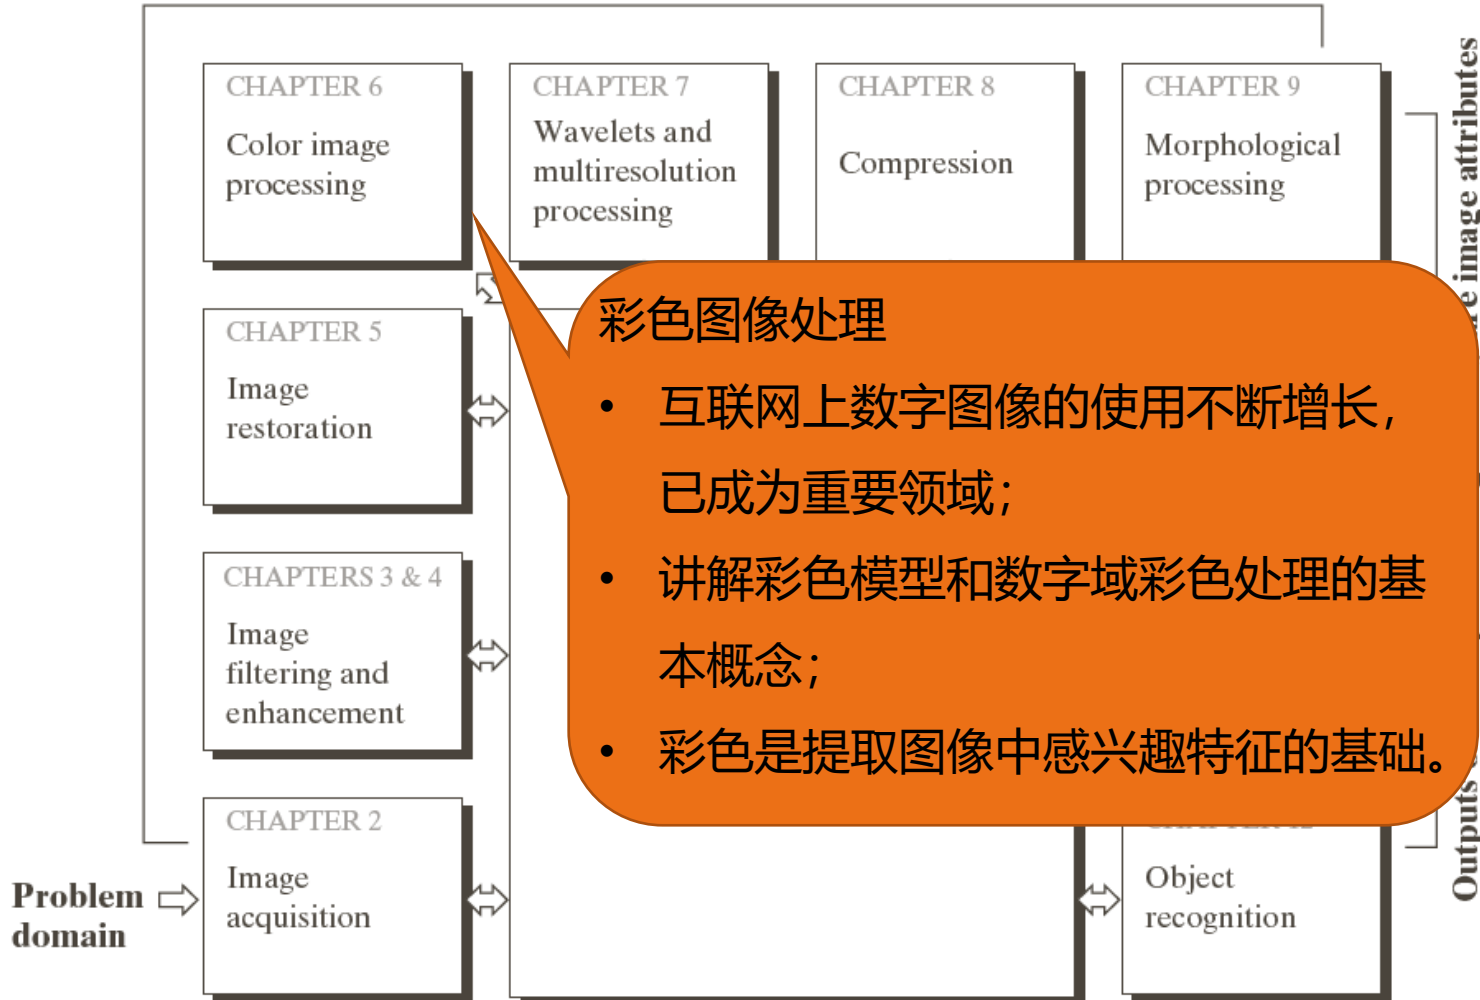 CHAPTER 6
Color image
processing
CHAPTER 7
Wavelets and
multiresolution
processing
CHAPTER 8
Compression
CHAPTER 9
Morphological
processing
CHAPTER 5
Image
restoration
CHAPTERS 3 & 4
Image
filtering and
enhancement
CHAPTER 2
Image
acquisition
Problem
domain
彩色图像处理
• 互联网上数字图像的使用不断增长，
已成为重要领域；
• 讲解彩色模型和数字域彩色处理的基
本概念；
• 彩色是提取图像中感兴趣特征的基础。
Object
recognition
Outputs
image attributes